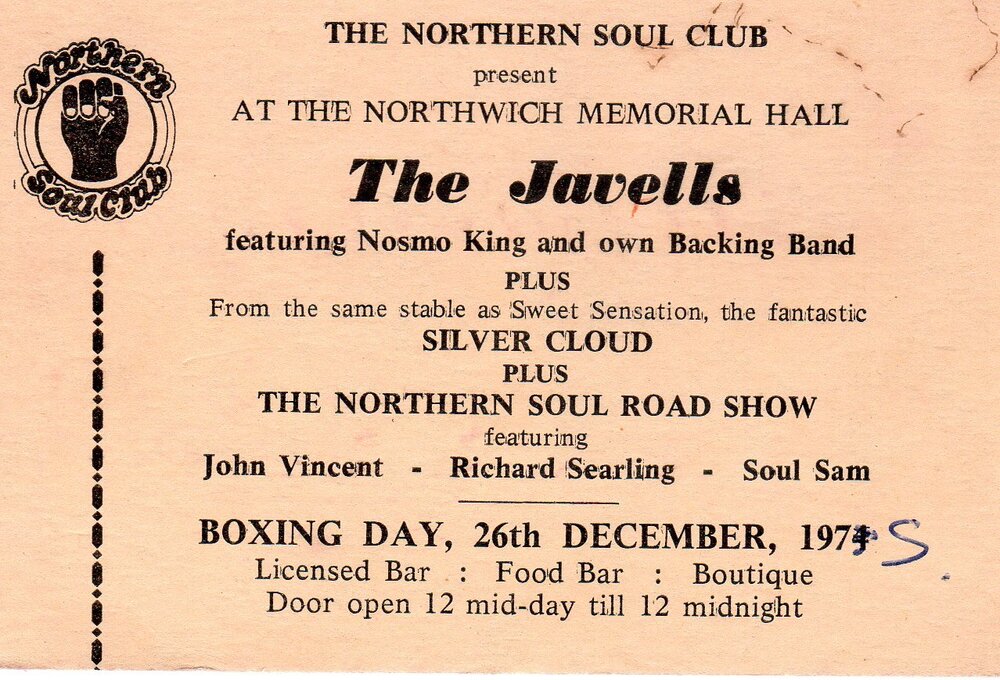 THE NORTHERN SOUL CLUB
present
AT THE NORTHWICH MEMORIAL HALL
Northern
Soul Club
The Javells
featuring Nosmo King and own Backing Band
PLUS
From the same stable as Sweet Sensation, the fantastic
SILVER CLOUD
PLUS
THE NORTHERN SOUL ROAD SHOW
featuring
John Vincent - Richard Searling - Soul Sam
BOXING DAY, 26th DECEMBER, 1974 5
Licensed Bar : Food Bar : Boutique
Door open 12 mid-day till 12 midnight